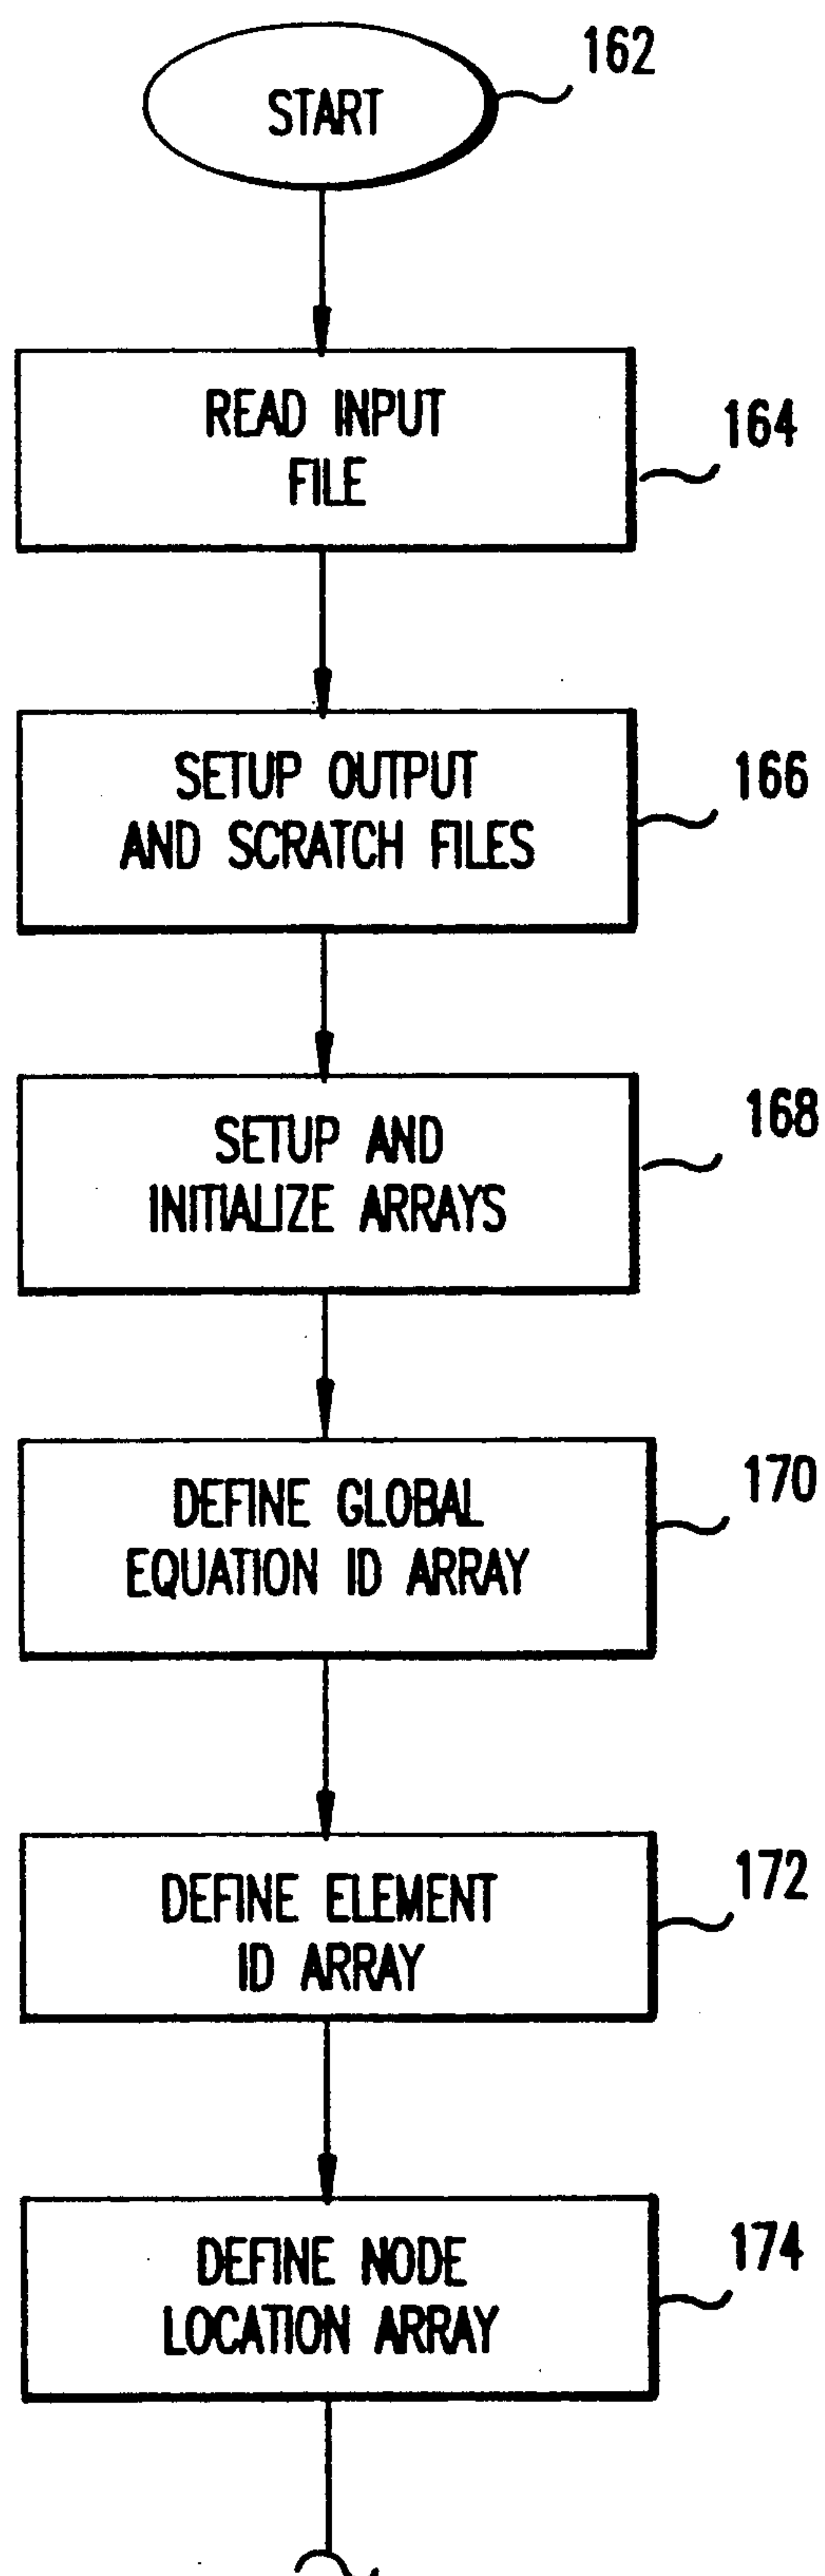 START
162
READ INPUT
FILE
164
SETUP OUTPUT
AND SCRATCH FILES
166
SETUP AND
INITIALIZE ARRAYS
168
DEFINE GLOBAL
EQUATION ID ARRAY
170
DEFINE ELEMENT
ID ARRAY
172
DEFINE NODE
LOCATION ARRAY
174